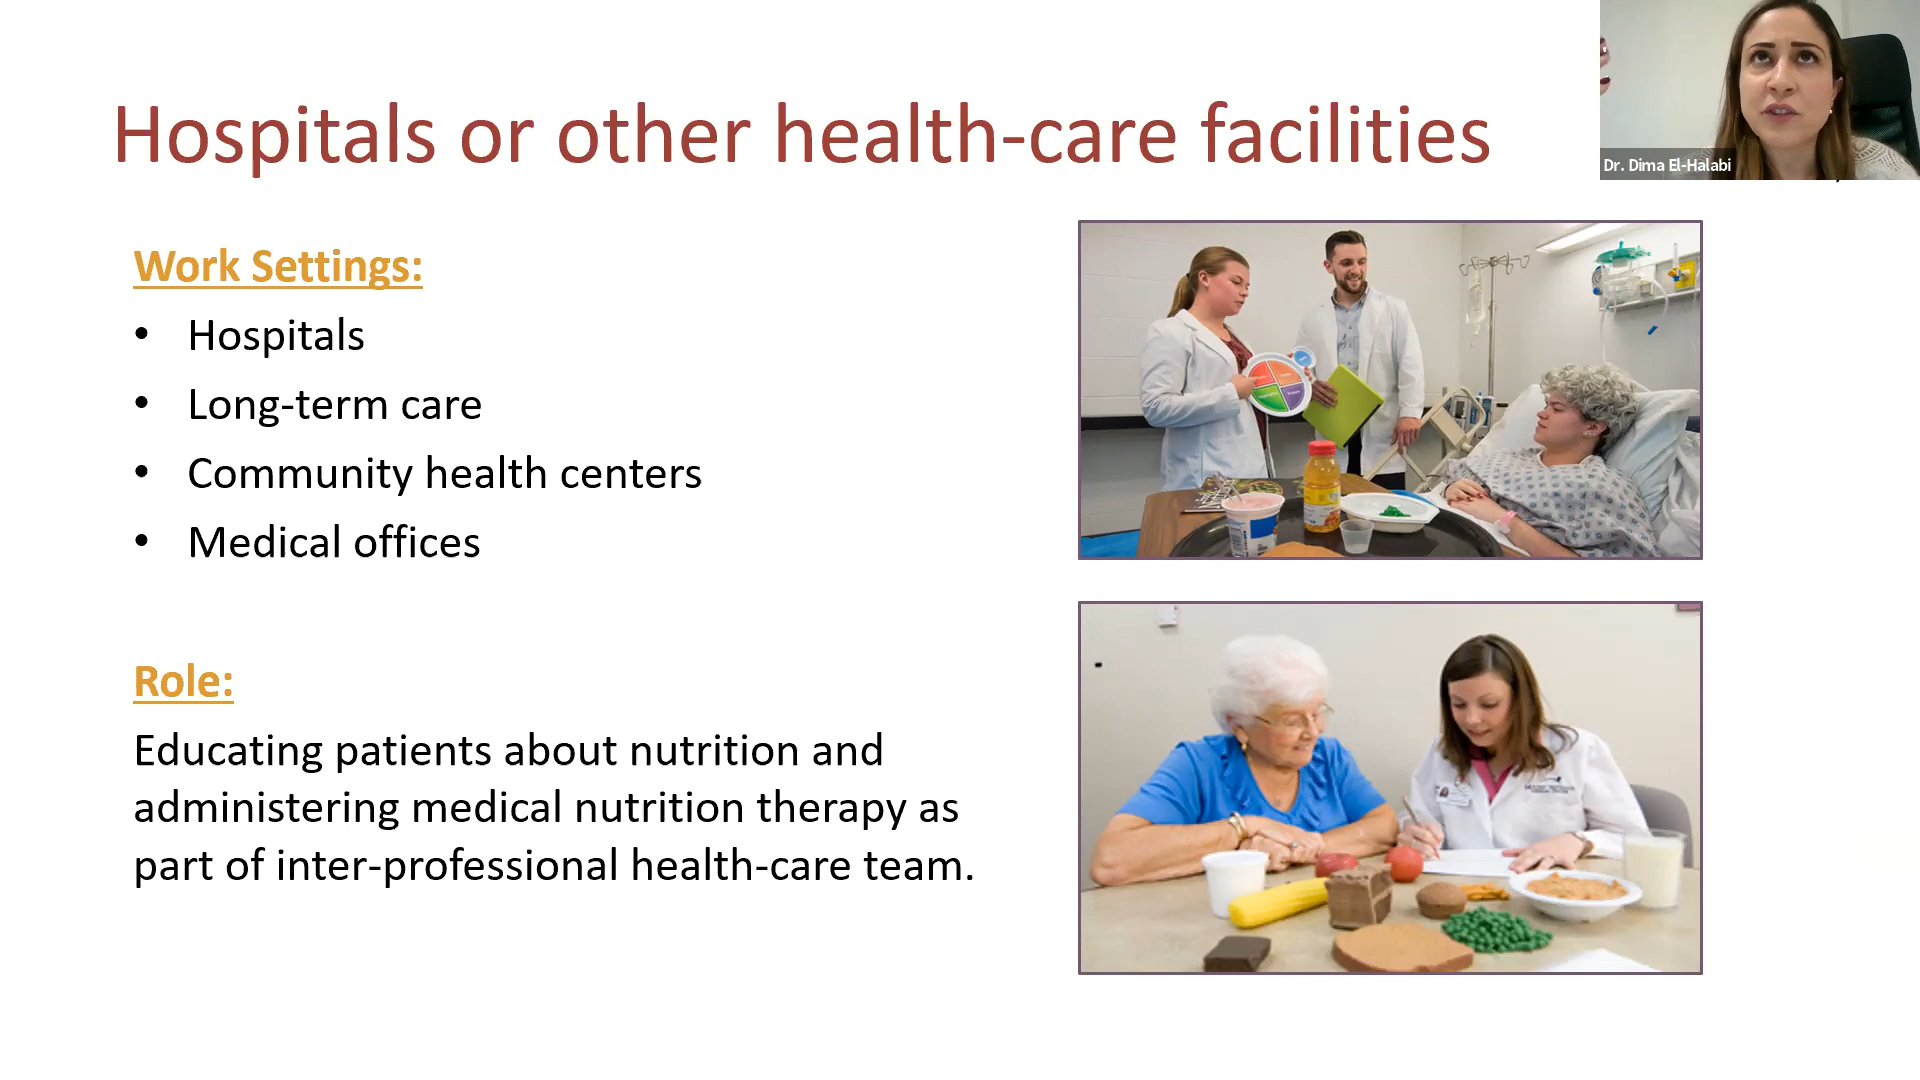 Hospitals or other health-care facilities
Dr. Dima El-Halabi
Work Settings:
• Hospitals
• Long-term care
• Community health centers
• Medical offices
Role:
Educating patients about nutrition and
administering medical nutrition therapy as
part of inter-professional health-care team.